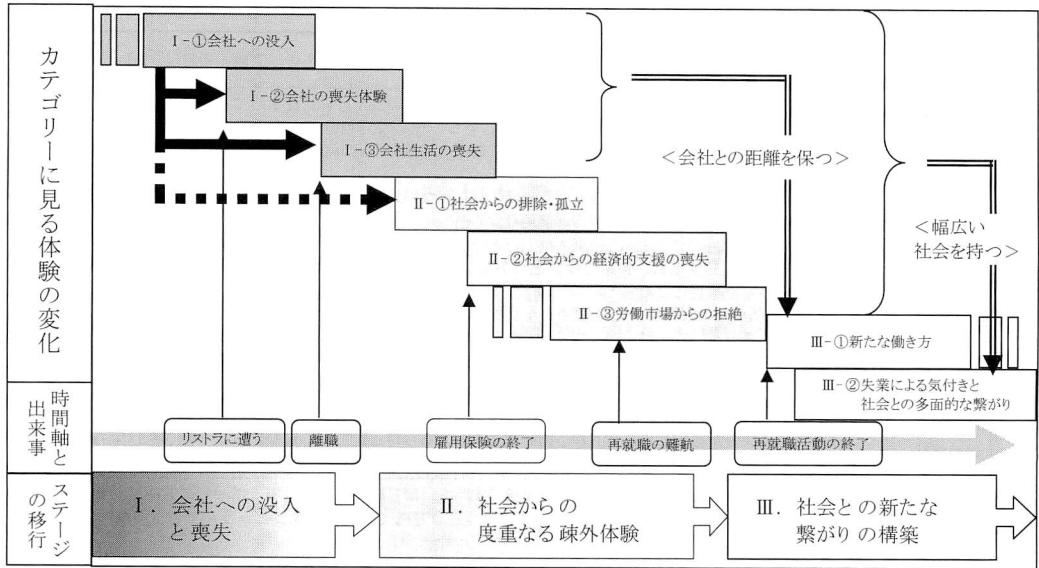 カテゴリーに見る体験の変化
Ⅰ-①会社への没入
Ⅰ-②会社の喪失体験
Ⅰ-③会社生活の喪失
Ⅱ-①社会からの排除・孤立
Ⅱ-②社会からの経済的支援の喪失
Ⅱ-③労働市場からの拒絶
Ⅲ-①新たな働き方
Ⅲ-②失業による気付きと
社会との多面的な繋がり
＜会社との距離を保つ＞
＜幅広い
社会を持つ＞
時間軸と
出来事
リストラに遭う
離職
雇用保険の終了
再就職の難航
再就職活動の終了
ステージ
の移行
Ⅰ．会社への没入
と喪失
Ⅱ．社会からの
度重なる疎外体験
Ⅲ．社会との新たな
繋がりの構築